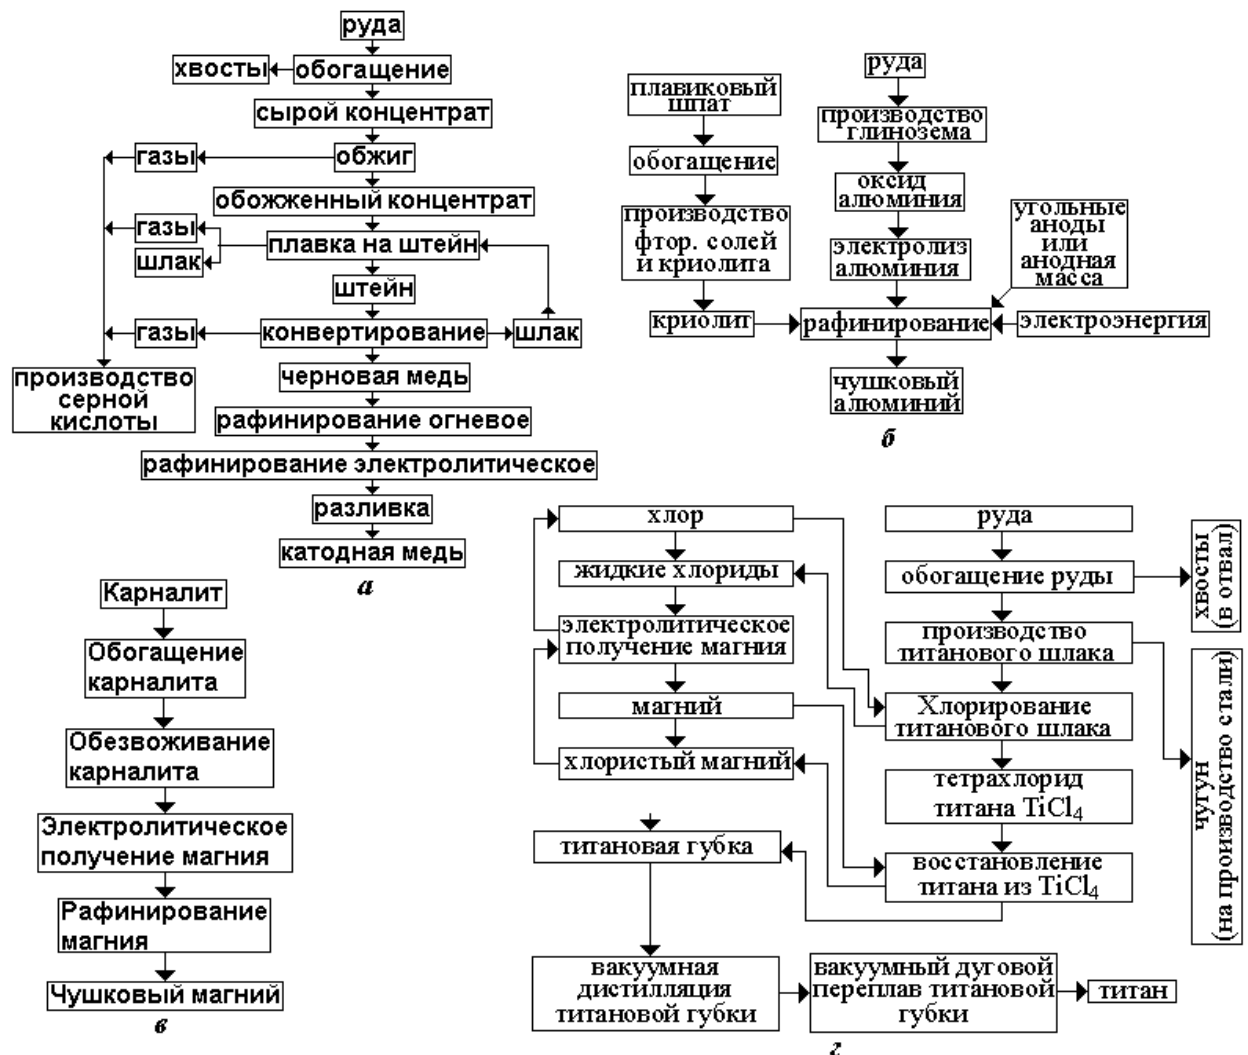 руда
хвосты
обогащение
сырой концентрат
газы
обжиг
обожженный концентрат
газы
плавка на штейн
шлак
штейн
газы
конвертирование
шлак
производство
серной
кислоты
черновая медь
рафинирование огневое
рафинирование электролитическое
разливка
катодная медь
а
плавиковый
шпат
обогащение
производство
фтор. солей
и криолита
криолит
руда
производство
глинозема
оксид
алюминия
электролиз
алюминия
рафинирование
угольные
аноды
или
анодная
масса
электроэнергия
чушковый
алюминий
б
Карналит
Обогащение
карналита
Обезвоживание
карналита
Электролитическое
получение магния
Рафинирование
магния
Чушковый магний
в
хлор
жидкие хлориды
электролитическое
получение магния
магний
хлористый магний
титановая губка
руда
обогащение руды
производство
титанового шлака
Хлорирование
титанового шлака
тетрахлорид
титана TiCl4
восстановление
титана из TiCl4
хвосты
(в отвал)
чугун
(на производство стали)
вакуумная
дистилляция
титановой губки
вакуумный дуговой
переплав титановой
губки
титан
г